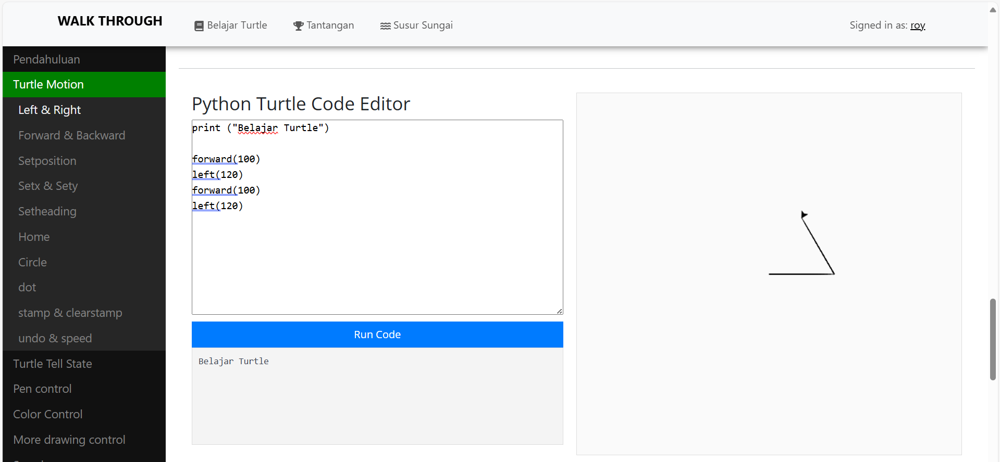 WALK THROUGH
Belajar Turtle
Tantangan
Susur Sungai
Signed in as: roy
Pendahuluan
Turtle Motion
Left & Right
Forward & Backward
Setposition
Setx & Sety
Setheading
Home
Circle
dot
stamp & clearstamp
undo & speed
Turtle Tell State
Pen control
Color Control
More drawing control
Python Turtle Code Editor
print ("Belajar Turtle")
forward(100)
left(120)
forward(100)
left(120)
Run Code
Belajar Turtle